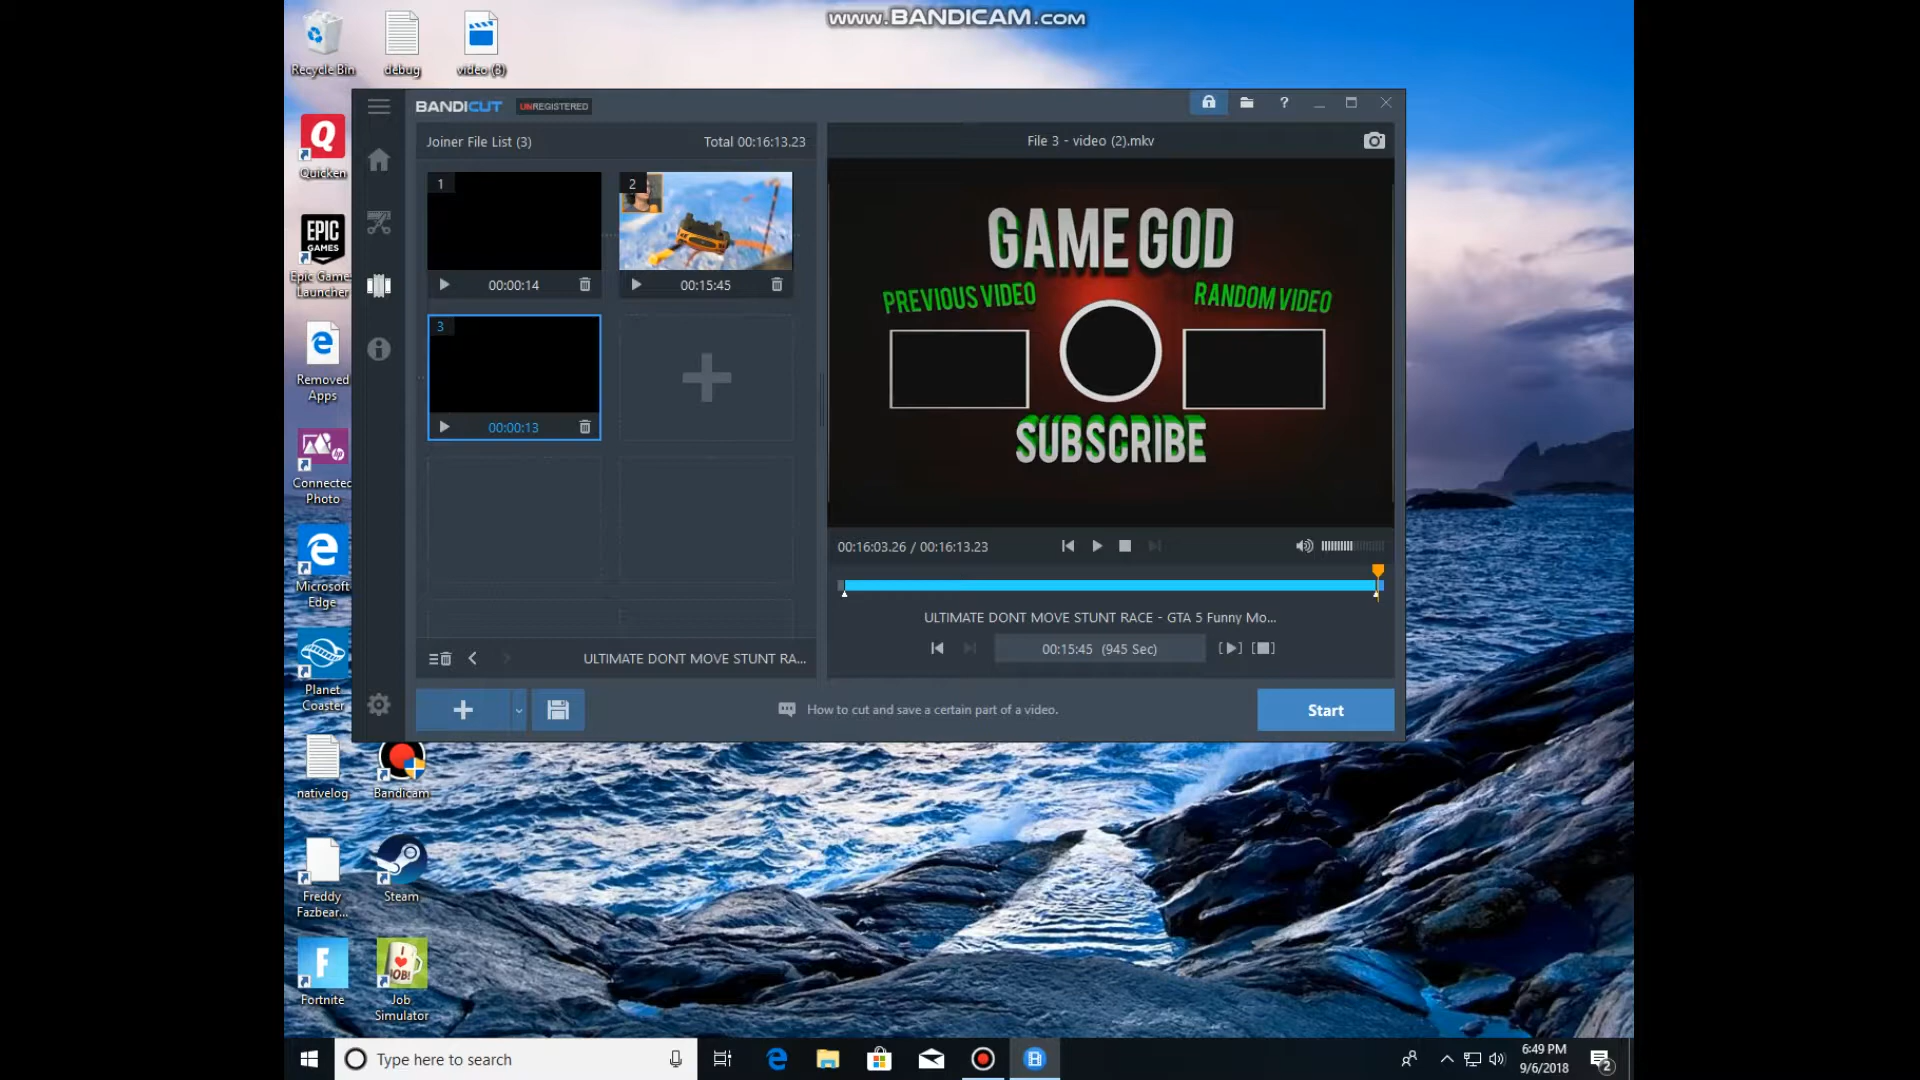 www.BANDICAM.com
Recycle Bin
debug
video (3)
Quicken
EPIC
GAMES
Epic Games
Launcher
Removed
Apps
Connected
Photo
Microsoft
Edge
Planet
Coaster
nativelog
Bandicam
Freddy
Fazbear...
Steam
Fortnite
I
JOB!
Job
Simulator
BANDICUT
UNREGISTERED
Joiner File List (3)
Total 00:16:13.23
1
00:00:14
2
00:15:45
3
00:00:13
ULTIMATE DONT MOVE STUNT RA...
File 3 - video (2).mkv
GAME GOD
PREVIOUS VIDEO
RANDOM VIDEO
SUBSCRIBE
00:16:03.26 / 00:16:13.23
ULTIMATE DONT MOVE STUNT RACE - GTA 5 Funny Mo...
00:15:45 (945 Sec)
How to cut and save a certain part of a video.
Start
Type here to search
6:49 PM
9/6/2018
2